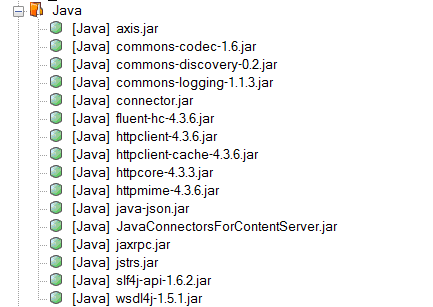 Java
[Java] axis.jar
[Java] commons-codec-1.6.jar
[Java] commons-discovery-0.2.jar
[Java] commons-logging-1.1.3.jar
[Java] connector.jar
[Java] fluent-hc-4.3.6.jar
[Java] httpclient-4.3.6.jar
[Java] httpclient-cache-4.3.6.jar
[Java] httpcore-4.3.3.jar
[Java] httpmime-4.3.6.jar
[Java] java-json.jar
[Java] JavaConnectorsForContentServer.jar
[Java] jaxrpc.jar
[Java] jstrs.jar
[Java] slf4j-api-1.6.2.jar
[Java] wsdl4j-1.5.1.jar